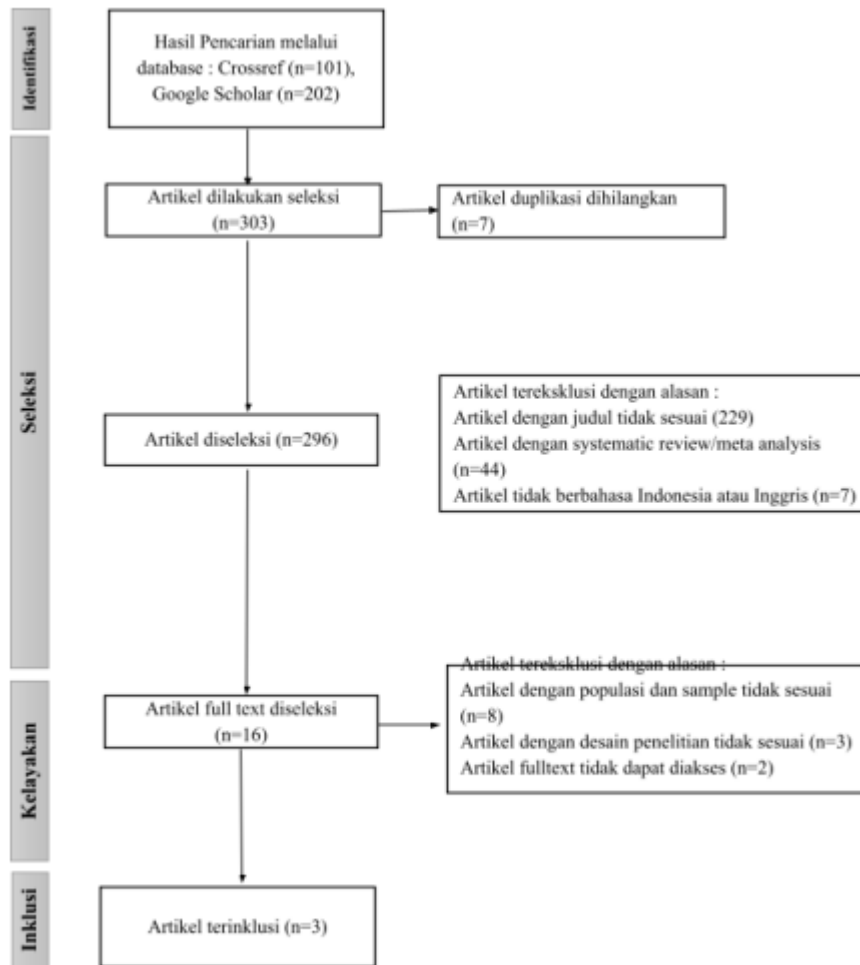 Identifikasi
Hasil Pencarian melalui
database : Crossref (n=101),
Google Scholar (n=202)
Seleksi
Artikel dilakukan seleksi
(n=303)
Artikel duplikasi dihilangkan
(n=7)
Artikel diseleksi (n=296)
Artikel tereksklusi dengan alasan :
Artikel dengan judul tidak sesuai (229)
Artikel dengan systematic review/meta analysis
(n=44)
Artikel tidak berbahasa Indonesia atau Inggris (n=7)
Kelayakan
Artikel full text diseleksi
(n=16)
Artikel tereksklusi dengan alasan :
Artikel dengan populasi dan sample tidak sesuai
(n=8)
Artikel dengan desain penelitian tidak sesuai (n=3)
Artikel fulltext tidak dapat diakses (n=2)
Inklusi
Artikel terinklusi (n=3)